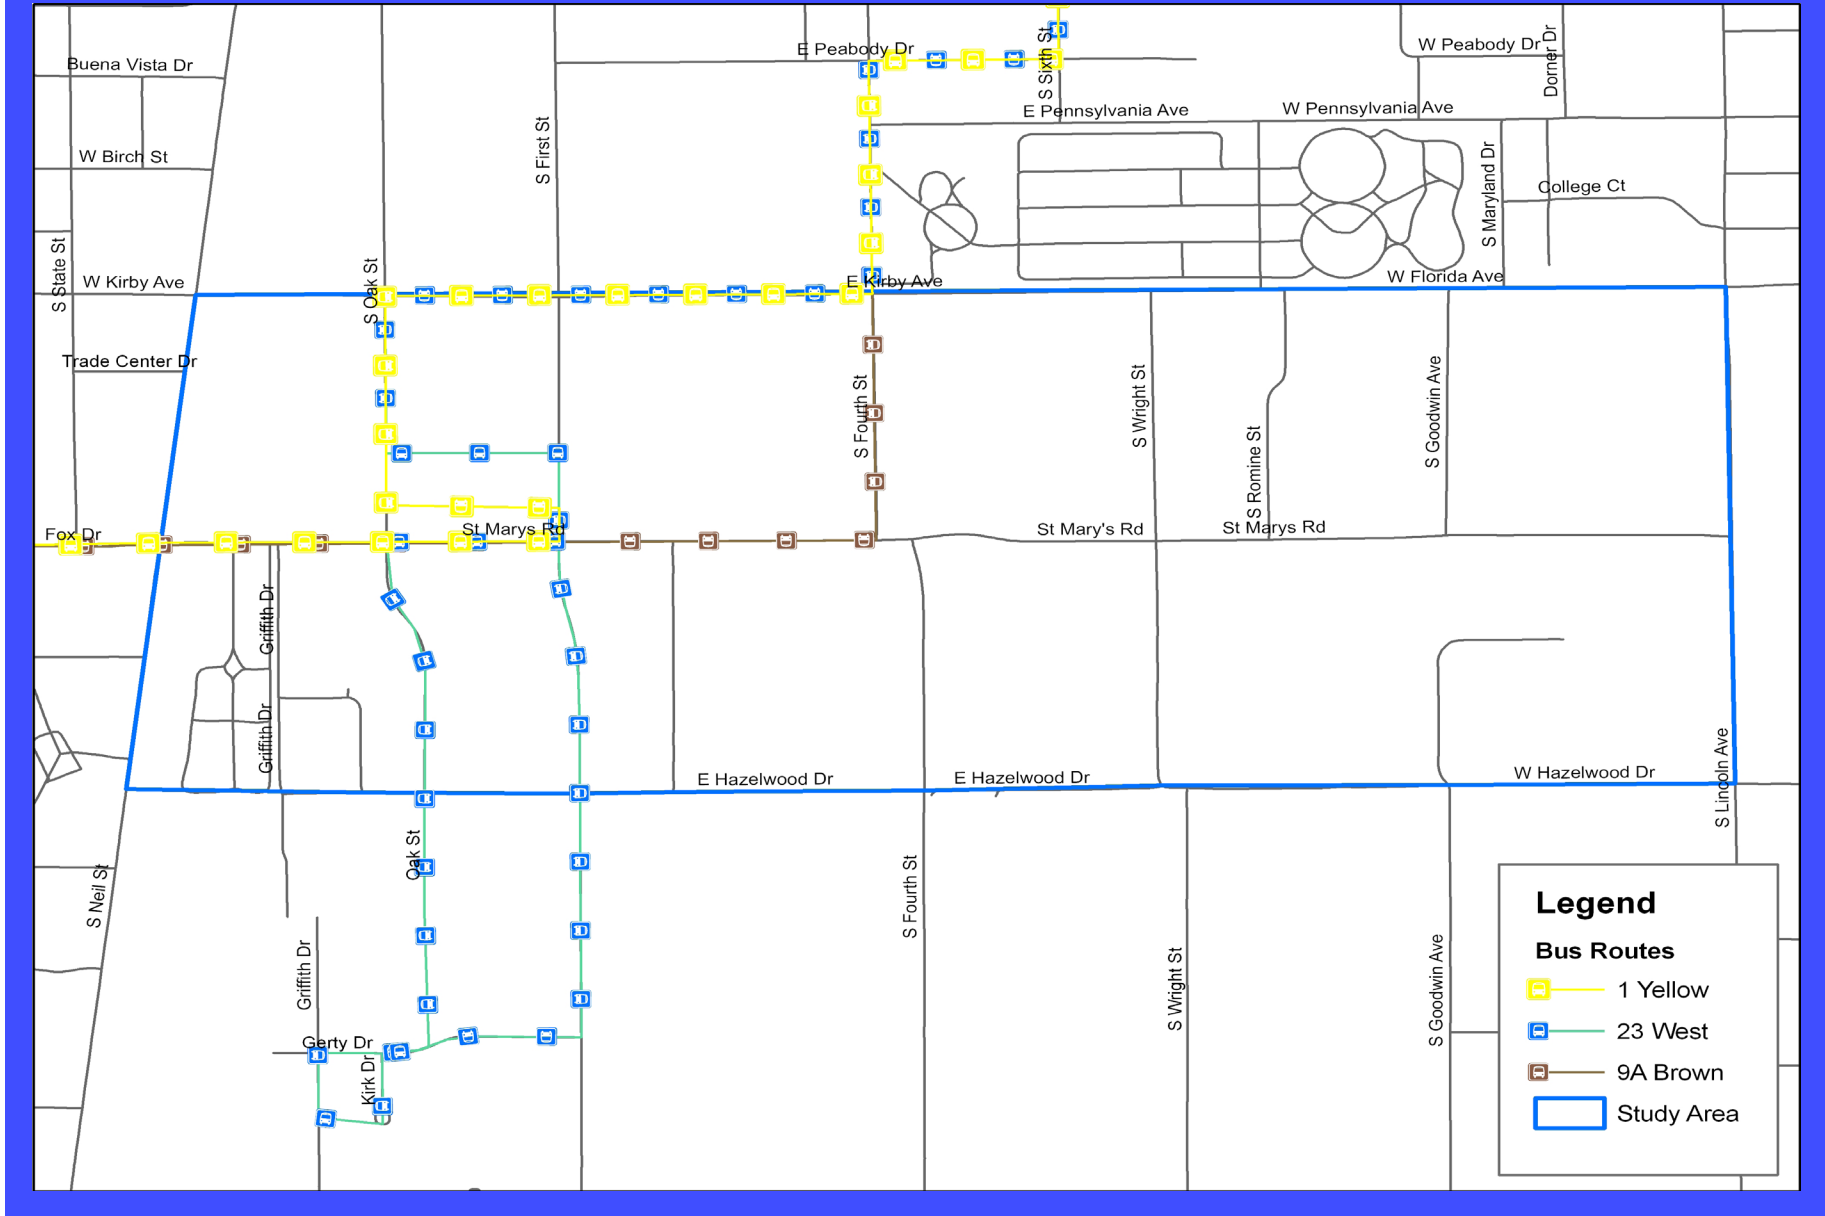 E Peabody Dr
S Sixth St
W Peabody Dr
Dorner Dr
Buena Vista Dr
E Pennsylvania Ave
W Pennsylvania Ave
S First St
W Birch St
S Maryland Dr
College Ct
S State St
W Kirby Ave
S Oak St
E Kirby Ave
W Florida Ave
Trade Center Dr
S Fourth St
S Wright St
S Romine St
S Goodwin Ave
Fox Dr
St Marys Rd
St Mary's Rd
St Marys Rd
Griffith Dr
Griffith Dr
E Hazelwood Dr
E Hazelwood Dr
W Hazelwood Dr
S Lincoln Ave
Oak St
S Neil St
S Fourth St
Griffith Dr
S Wright St
S Goodwin Ave
Gerty Dr
Kirk Dr
Legend
Bus Routes
1 Yellow
23 West
9A Brown
Study Area